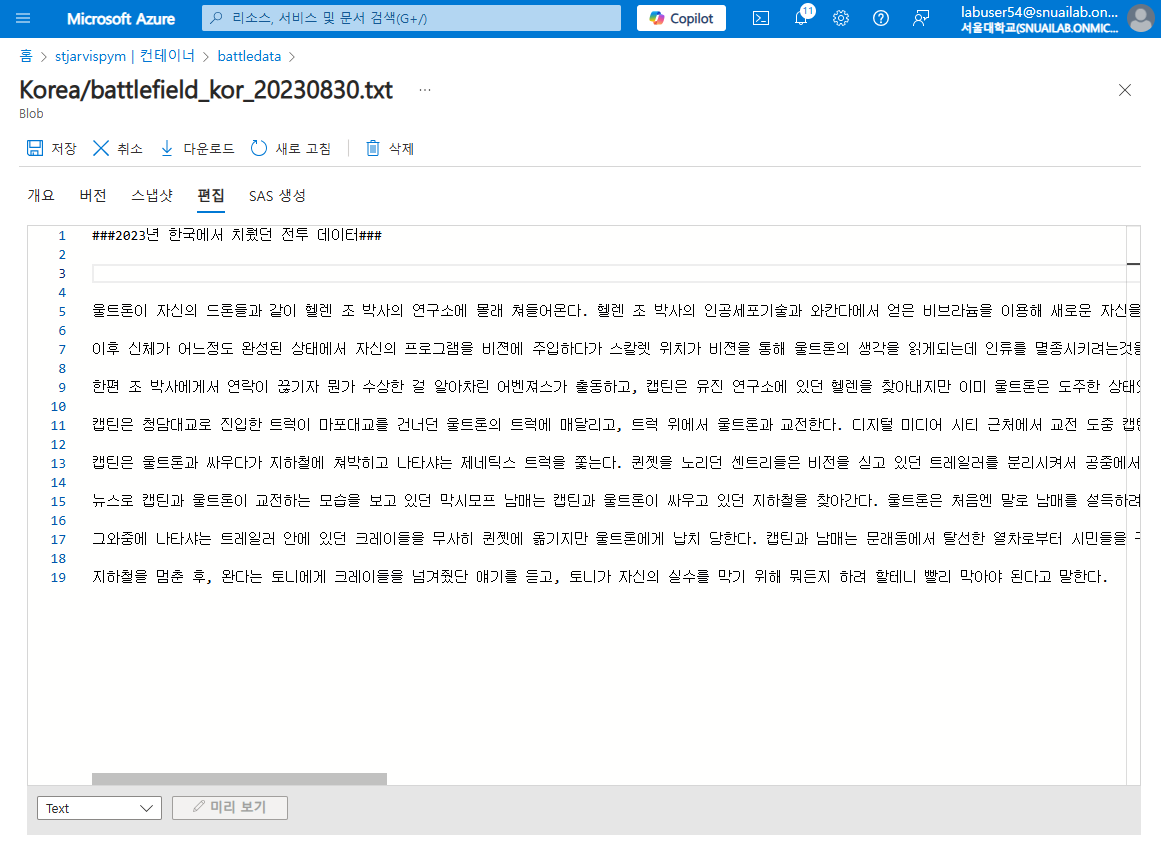 Microsoft Azure
리소스, 서비스 및 문서 검색(G+/)
Copilot
11
labuser54@snuailab.on...
서울대학교(SNUAILAB.ONMIC...
홈 > stjarvispym | 컨테이너 > battledata >
Korea/battlefield_kor_20230830.txt ...
Blob
저장 취소 다운로드 새로 고침 삭제
개요 버전 스냅샷 편집 SAS 생성
1 ###2023년 한국에서 치뤘던 전투 데이터###
2
3
4
5 울트론이 자신의 드론들과 같이 헬렌 조 박사의 연구소에 몰래 쳐들어온다. 헬렌 조 박사의 인공세포기술과 와칸다에서 얻은 비브라늄을 이용해 새로운 자신을
6
7 이후 신체가 어느정도 완성된 상태에서 자신의 프로그램을 비젼에 주입하다가 스칼렛 위치가 비젼을 통해 울트론의 생각을 읽게되는데 인류를 멸종시키려는것을
8
9 한편 조 박사에게서 연락이 끊기자 뭔가 수상한 걸 알아차린 어벤져스가 출동하고, 캡틴은 유진 연구소에 있던 헬렌을 찾아내지만 이미 울트론은 도주한 상태
10
11 캡틴은 청담대교로 진입한 트럭이 마포대교를 건너던 울트론의 트럭에 매달리고, 트럭 위에서 울트론과 교전한다. 디지털 미디어 시티 근처에서 교전 도중 캡틴
12
13 캡틴은 울트론과 싸우다가 지하철에 쳐박히고 나타샤는 제네틱스 트럭을 쫓는다. 퀸젯을 노리던 센트리들은 비전을 싣고 있던 트레일러를 분리시켜서 공중에서
14
15 뉴스로 캡틴과 울트론이 교전하는 모습을 보고 있던 막시모프 남매는 캡틴과 울트론이 싸우고 있던 지하철을 찾아간다. 울트론은 처음엔 말로 남매를 설득하려
16
17 그와중에 나타샤는 트레일러 안에 있던 크레이들을 무사히 퀸젯에 옮기지만 울트론에게 납치 당한다. 캡틴과 남매는 문래동에서 탈선한 열차로부터 시민들을
18
19 지하철을 멈춘 후, 완다는 토니에게 크레이들을 넘겨줬단 얘기를 듣고, 토니가 자신의 실수를 막기 위해 뭐든지 하려 할테니 빨리 막아야 된다고 말한다.
Text 미리 보기